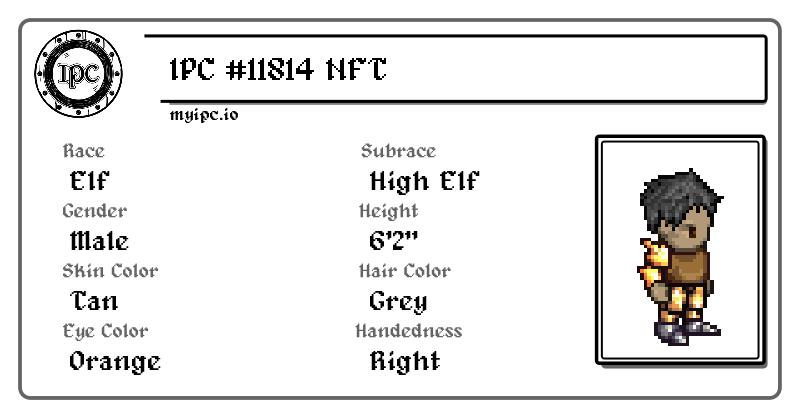 IPC
IPC #11814 NFT
myipc.io
Race
Elf
Subrace
High Elf
Gender
Male
Height
6'2"
Skin Color
Tan
Hair Color
Grey
Eye Color
Orange
Handedness
Right